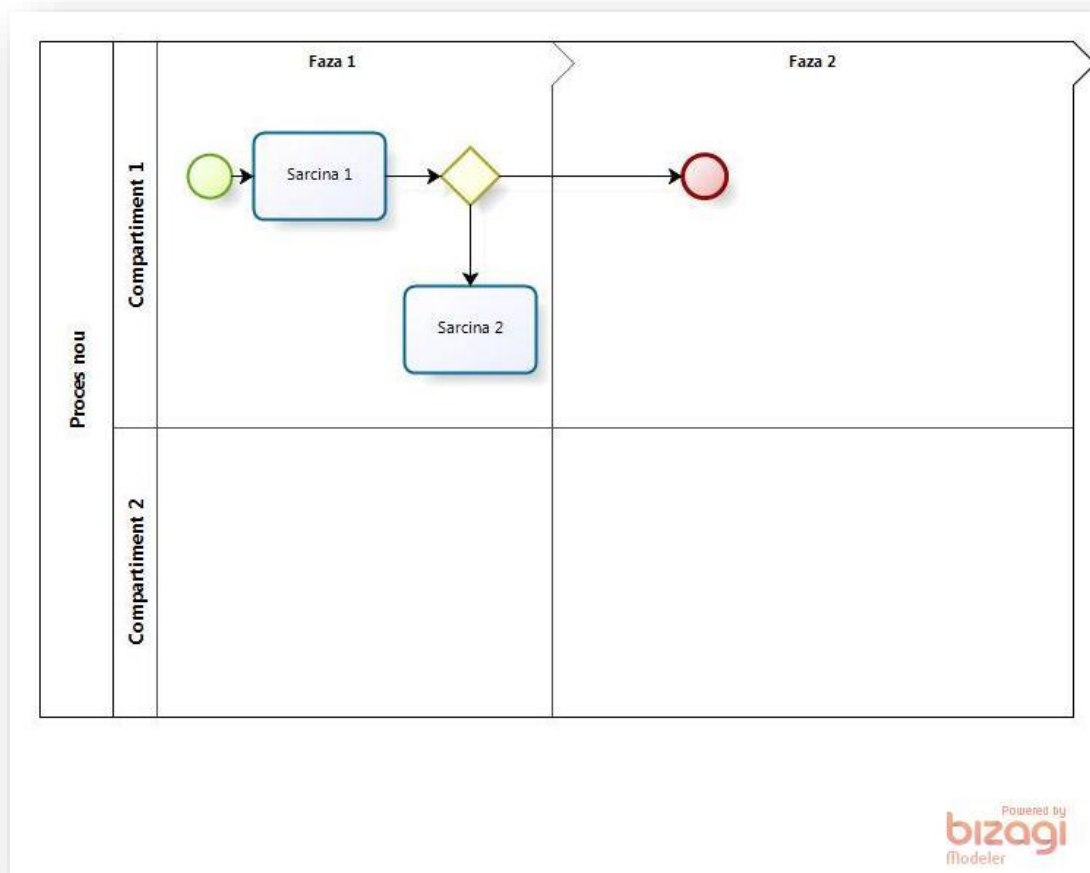 Faza 1
Faza 2
Proces nou
Compartiment 1
Sarcina 1
Sarcina 2
Compartiment 2
Powered by
bizagi
Modeler